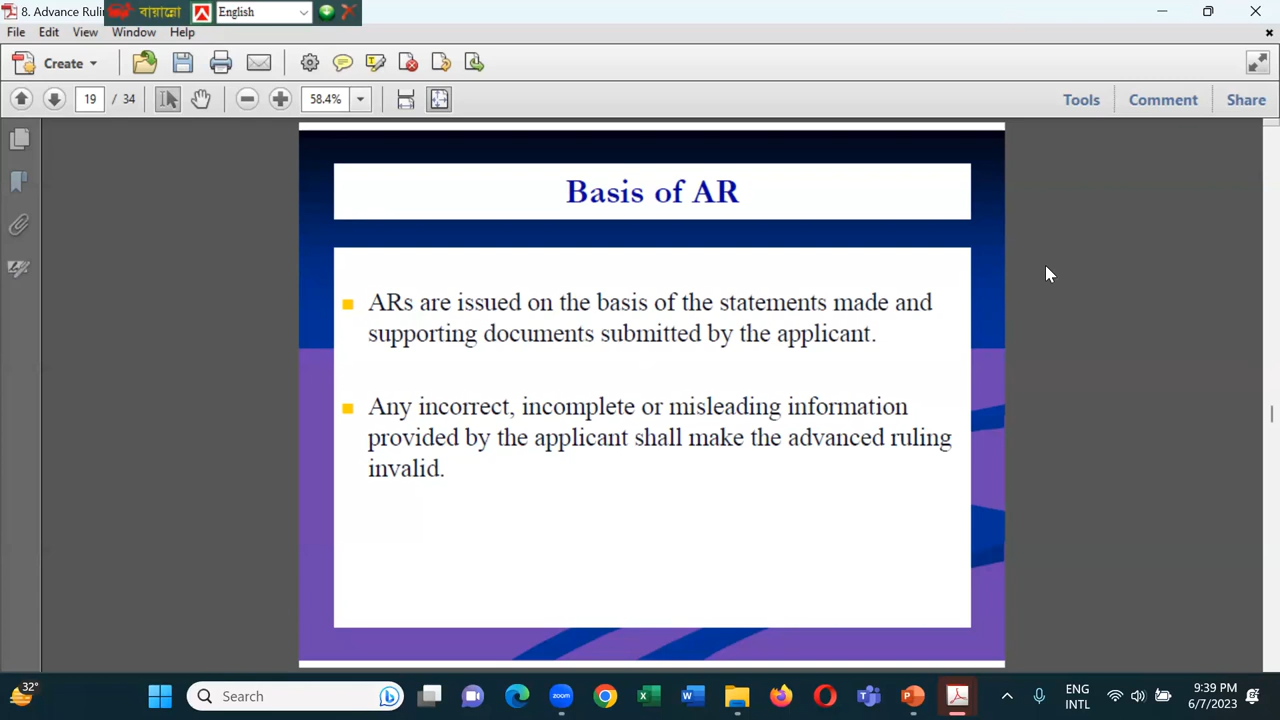 8. Advance Rulin
বায়ান্নো
English
File Edit View Window Help
Create
19 / 34
58.4%
Tools Comment Share
Basis of AR
ARs are issued on the basis of the statements made and
supporting documents submitted by the applicant.
Any incorrect, incomplete or misleading information
provided by the applicant shall make the advanced ruling
invalid.
32°
Search
zoom
ENG
INTL
9:39 PM
6/7/2023